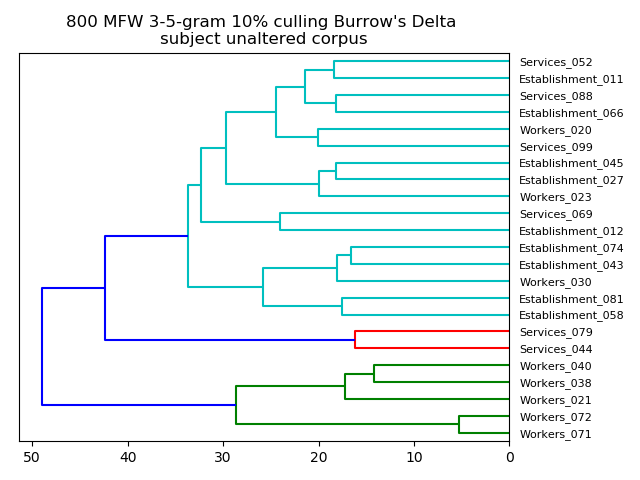 800 MFW 3-5-gram 10% culling Burrow's Delta
subject unaltered corpus
Services_052
Establishment_011
Services_088
Establishment_066
Workers_020
Services_099
Establishment_045
Establishment_027
Workers_023
Services_069
Establishment_012
Establishment_074
Establishment_043
Workers_030
Establishment_081
Establishment_058
Services_079
Services_044
Workers_040
Workers_038
Workers_021
Workers_072
Workers_071
50 40 30 20 10 0